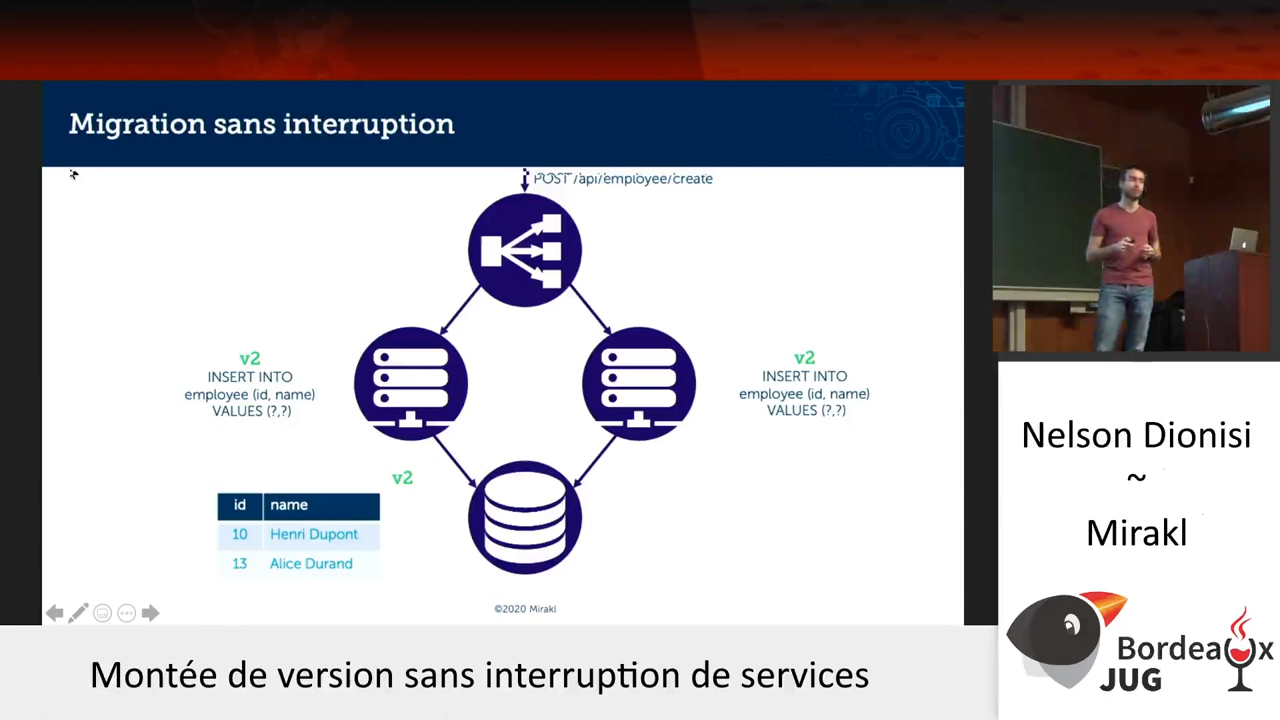 Migration sans interruption
POST /api/employee/create
v2
INSERT INTO
employee (id, name)
VALUES (?,?)
v2
INSERT INTO
employee (id, name)
VALUES (?,?)
v2
id name
10 Henri Dupont
13 Alice Durand
©2020 Mirakl
Nelson Dionisi
~
Mirakl
Bordeaux
JUG
Montée de version sans interruption de services